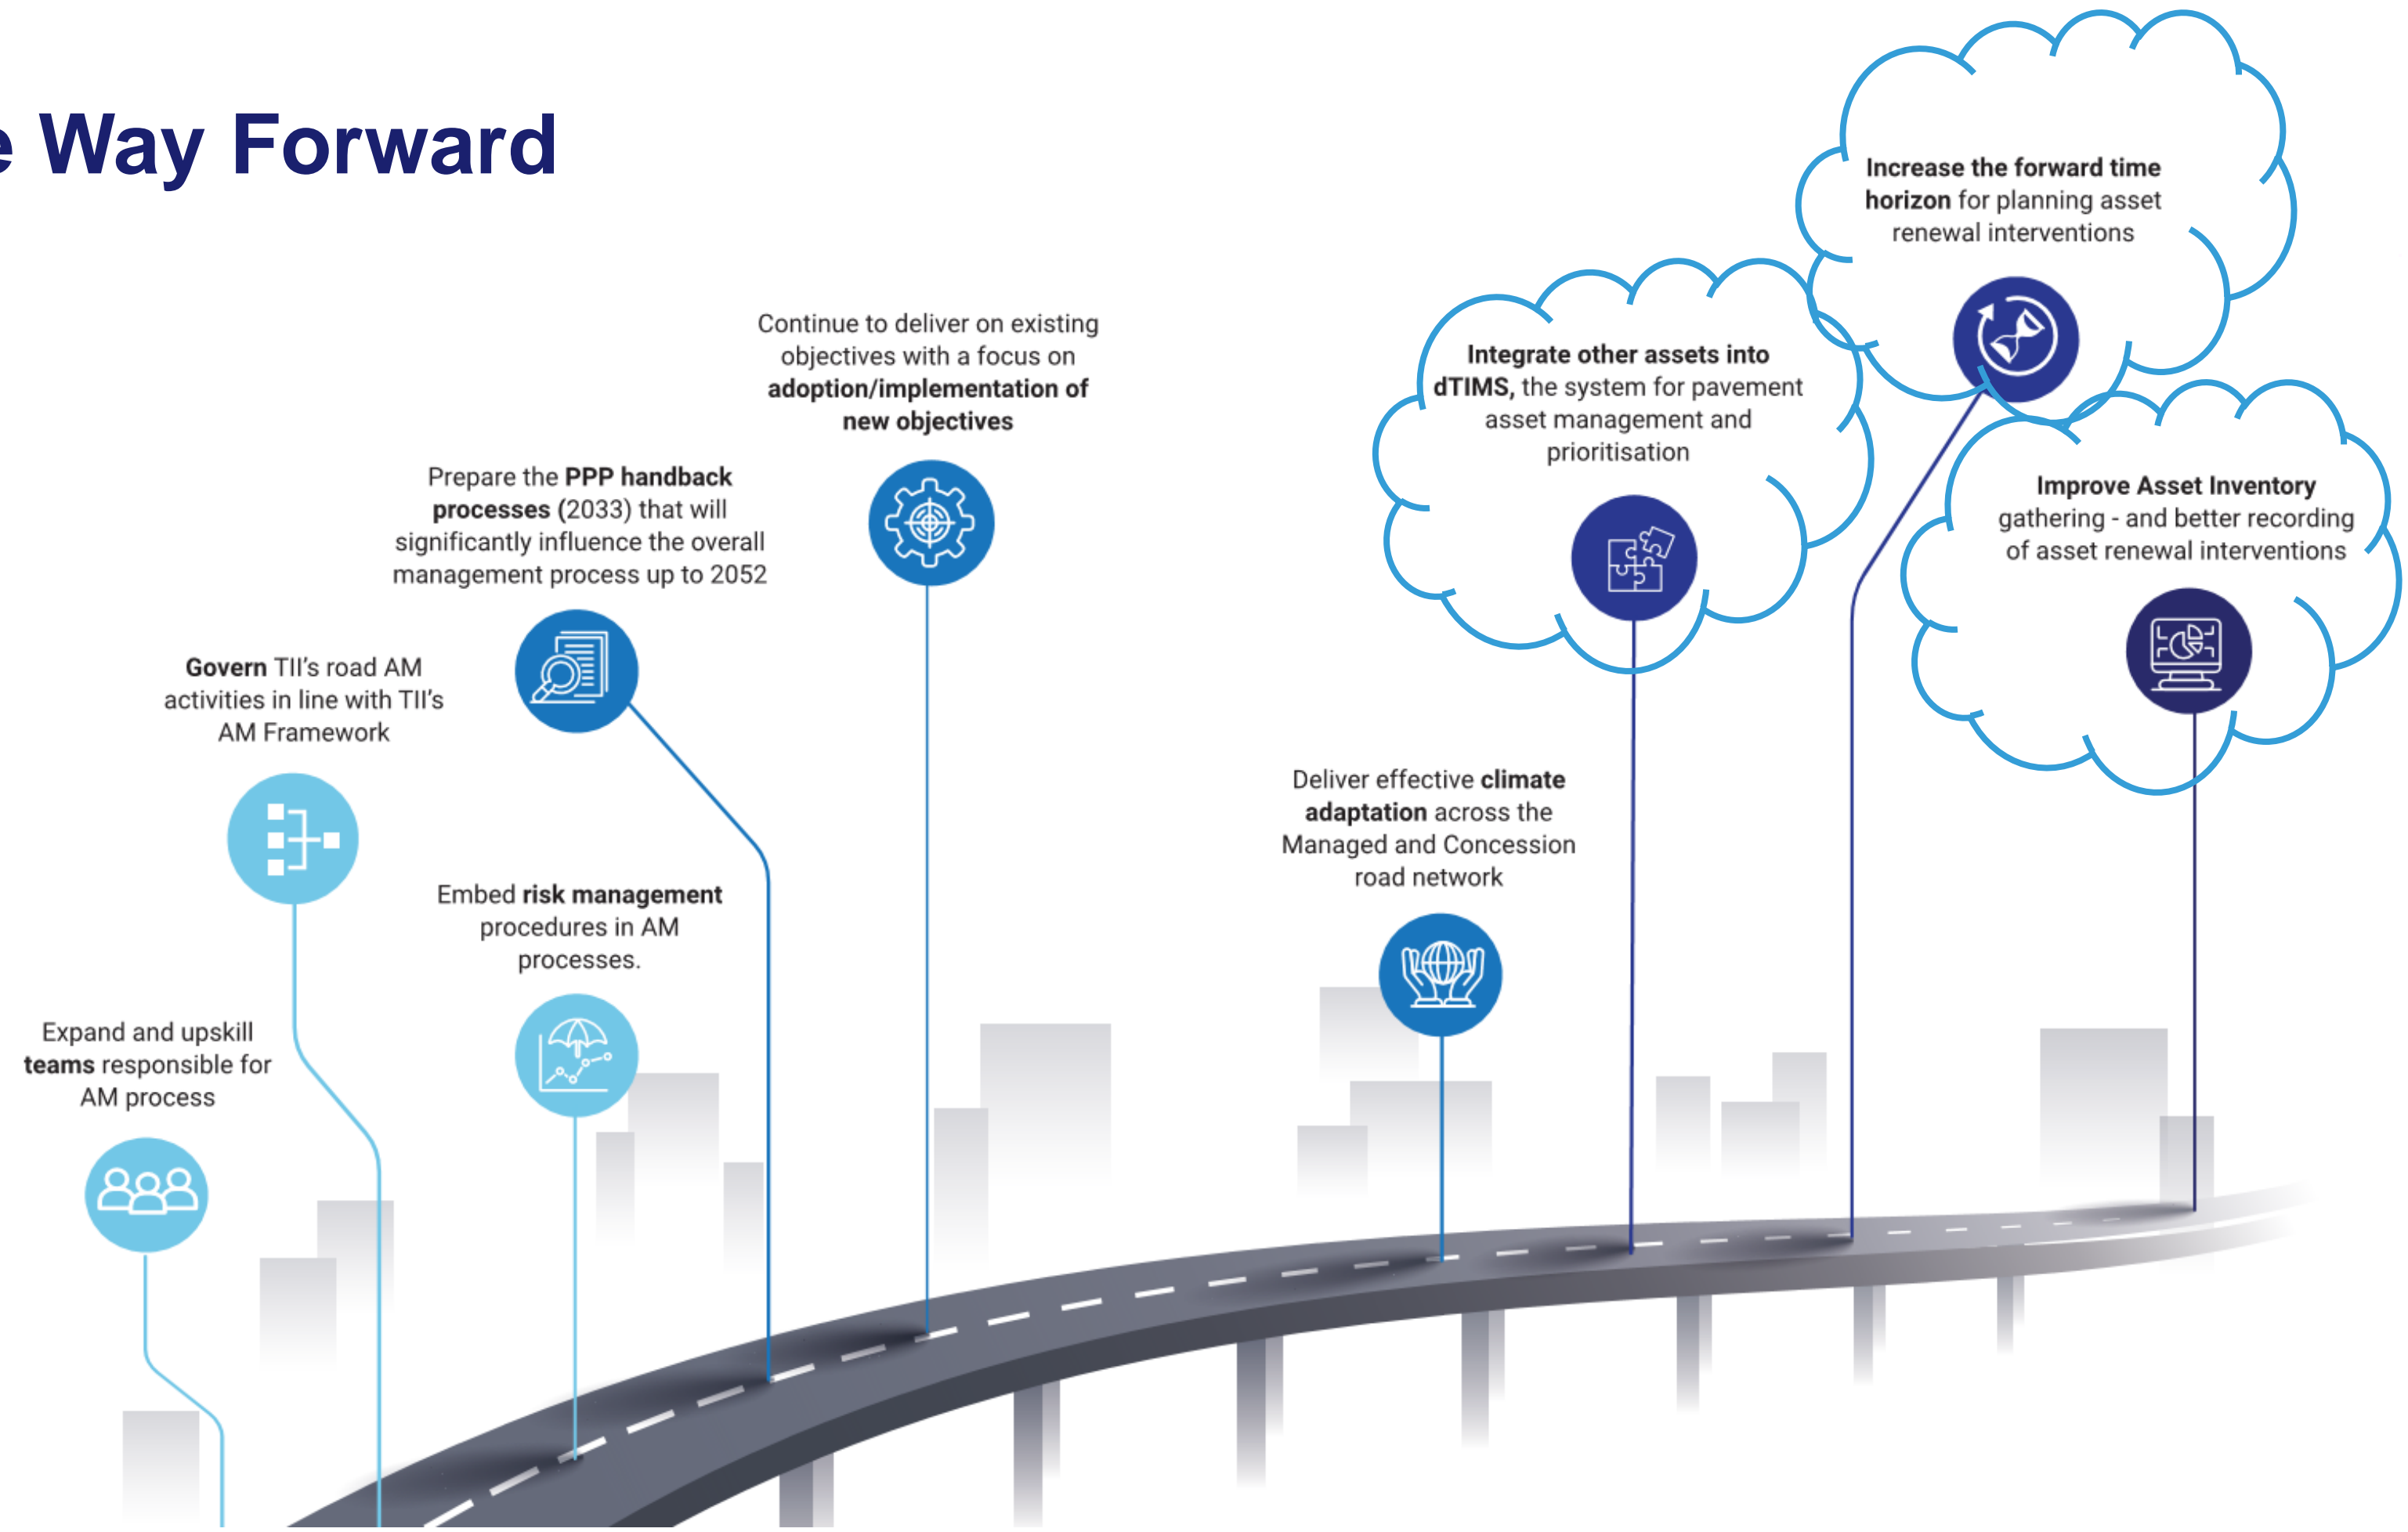 e Way Forward
Increase the forward time
horizon for planning asset
renewal interventions
Continue to deliver on existing
objectives with a focus on
adoption/implementation of
new objectives
Integrate other assets into
dTIMS, the system for pavement
asset management and
prioritisation
Prepare the PPP handback
processes (2033) that will
significantly influence the overall
management process up to 2052
Improve Asset Inventory
gathering - and better recording
of asset renewal interventions
Govern TII’s road AM
activities in line with TII’s
AM Framework
Deliver effective climate
adaptation across the
Managed and Concession
road network
Embed risk management
procedures in AM
processes.
Expand and upskill
teams responsible for
AM process